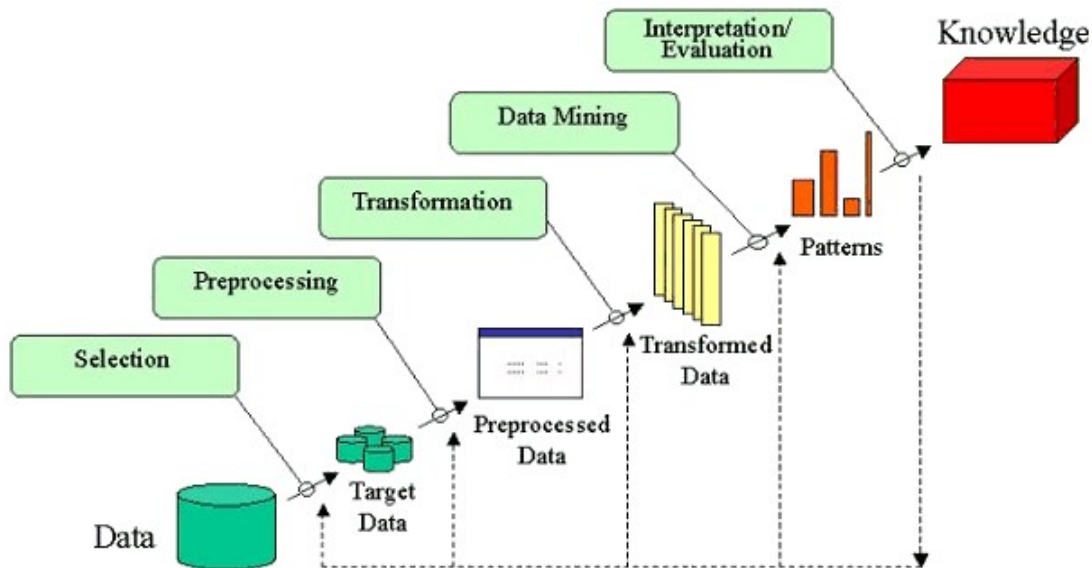 Interpretation/
Evaluation
Knowledge
Data Mining
Transformation
Patterns
Preprocessing
Transformed
Data
Selection
Preprocessed
Data
Target
Data
Data